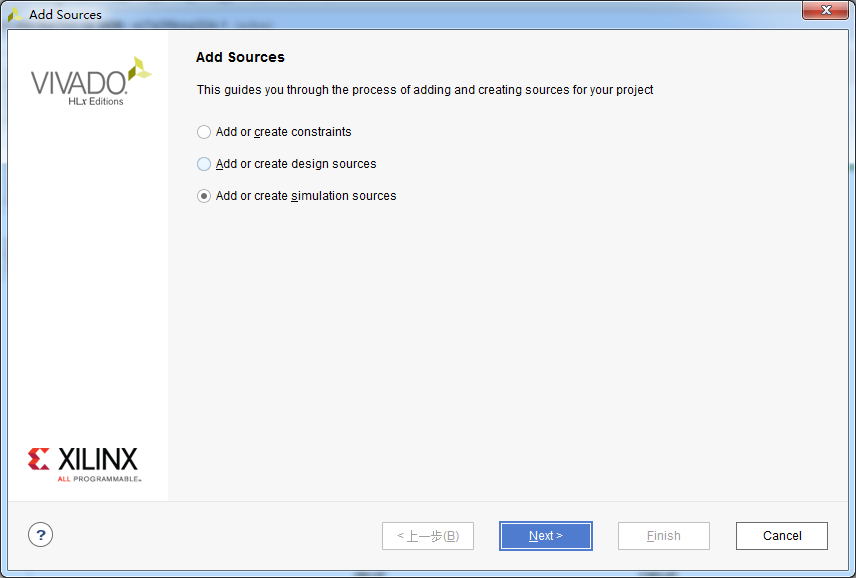 Add Sources
VIVADO.
HLx Editions
Add Sources
This guides you through the process of adding and creating sources for your project
Add or create constraints
Add or create design sources
Add or create simulation sources
XILINX
ALL PROGRAMMABLE™
?
< 上一步(B)
Next >
Finish
Cancel